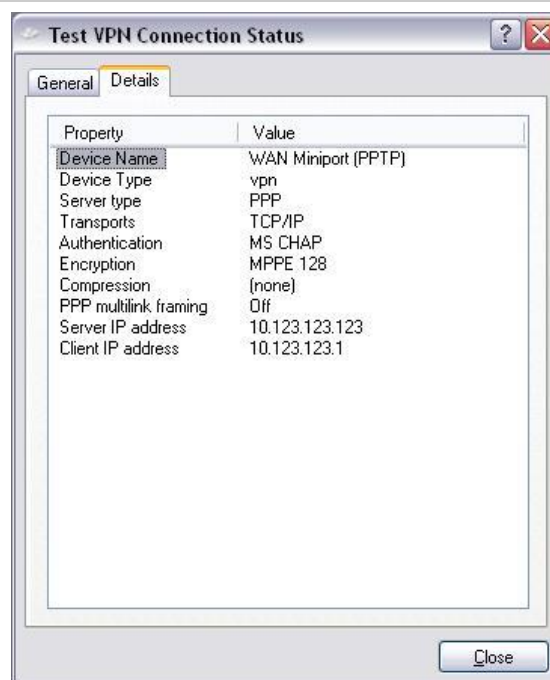 Test VPN Connection Status
General Details
Property Value
Device Name WAN Miniport (PPTP)
Device Type vpn
Server type PPP
Transports TCP/IP
Authentication MS CHAP
Encryption MPPE 128
Compression (none)
PPP multilink framing Off
Server IP address 10.123.123.123
Client IP address 10.123.123.1
Close